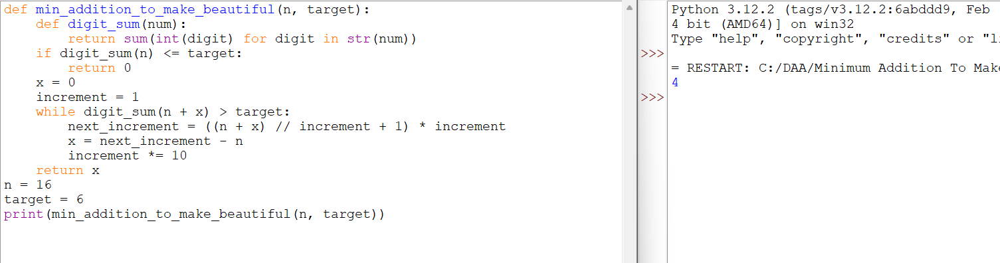 def min_addition_to_make_beautiful(n, target):
    def digit_sum(num):
        return sum(int(digit) for digit in str(num))
    if digit_sum(n) <= target:
        return 0
    x = 0
    increment = 1
    while digit_sum(n + x) > target:
        next_increment = ((n + x) // increment + 1) * increment
        x = next_increment - n
        increment *= 10
    return x
n = 16
target = 6
print(min_addition_to_make_beautiful(n, target))
Python 3.12.2 (tags/v3.12.2:6abddd9, Feb
4 bit (AMD64)] on win32
Type "help", "copyright", "credits" or "li
>>>
= RESTART: C:/DAA/Minimum Addition To Make
4
>>>